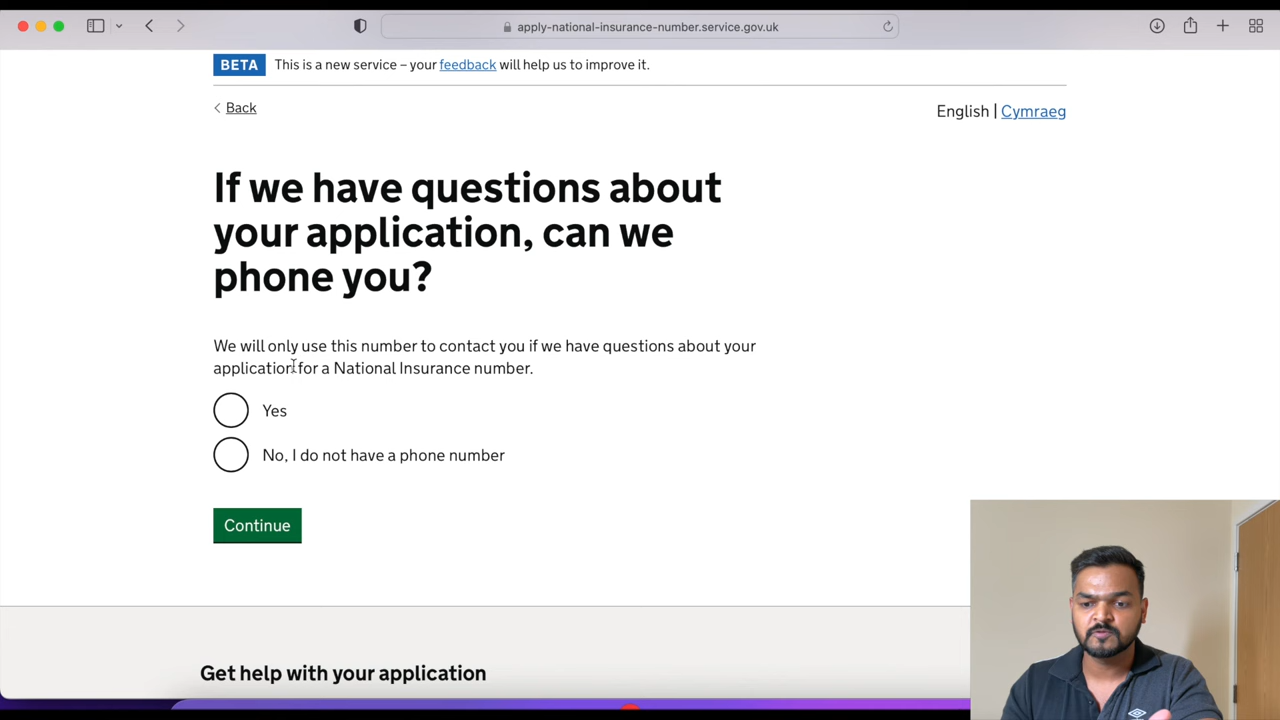 apply-national-insurance-number.service.gov.uk
BETA This is a new service – your feedback will help us to improve it.
Back
English | Cymraeg
If we have questions about
your application, can we
phone you?
We will only use this number to contact you if we have questions about your
application for a National Insurance number.
Yes
No, I do not have a phone number
Continue
Get help with your application